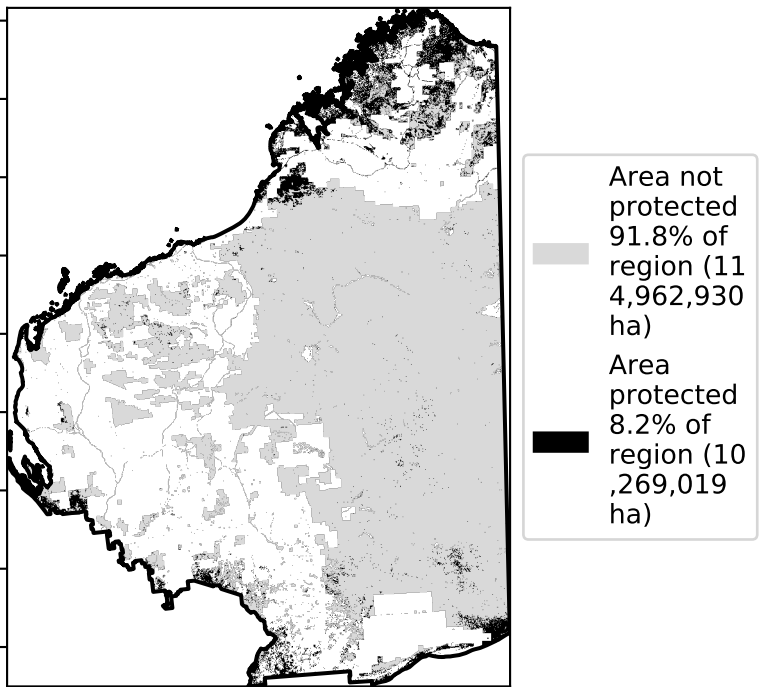 Area not
protected
91.8% of
region (11
4,962,930
ha)
Area
protected
8.2% of
region (10
,269,019
ha)